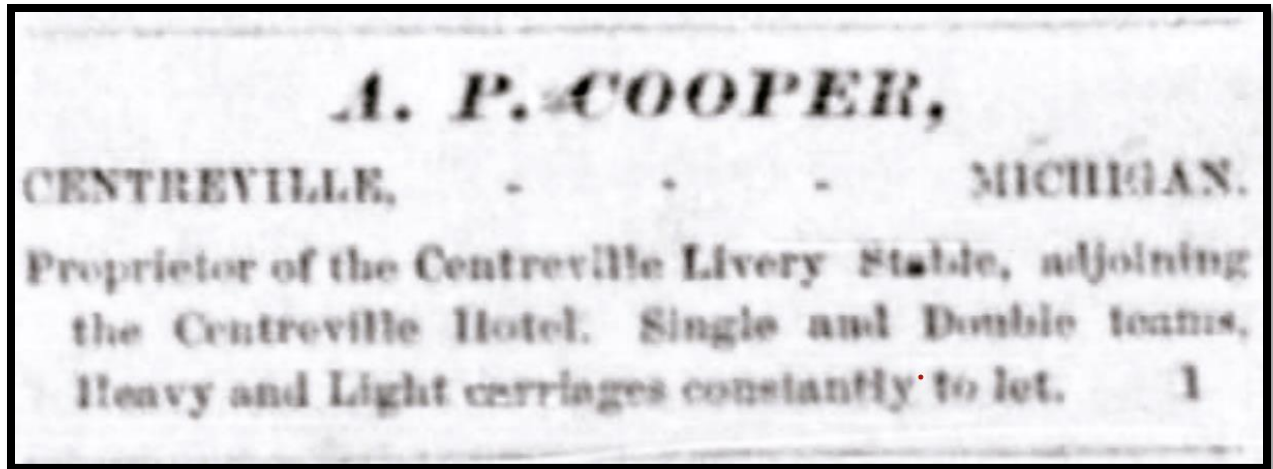 A. P. COOPER,
CENTREVILLE, - - - MICHIGAN.
Proprietor of the Centreville Livery Stable, adjoining
the Centreville Hotel. Single and Double teams,
Heavy and Light carriages constantly to let. 1